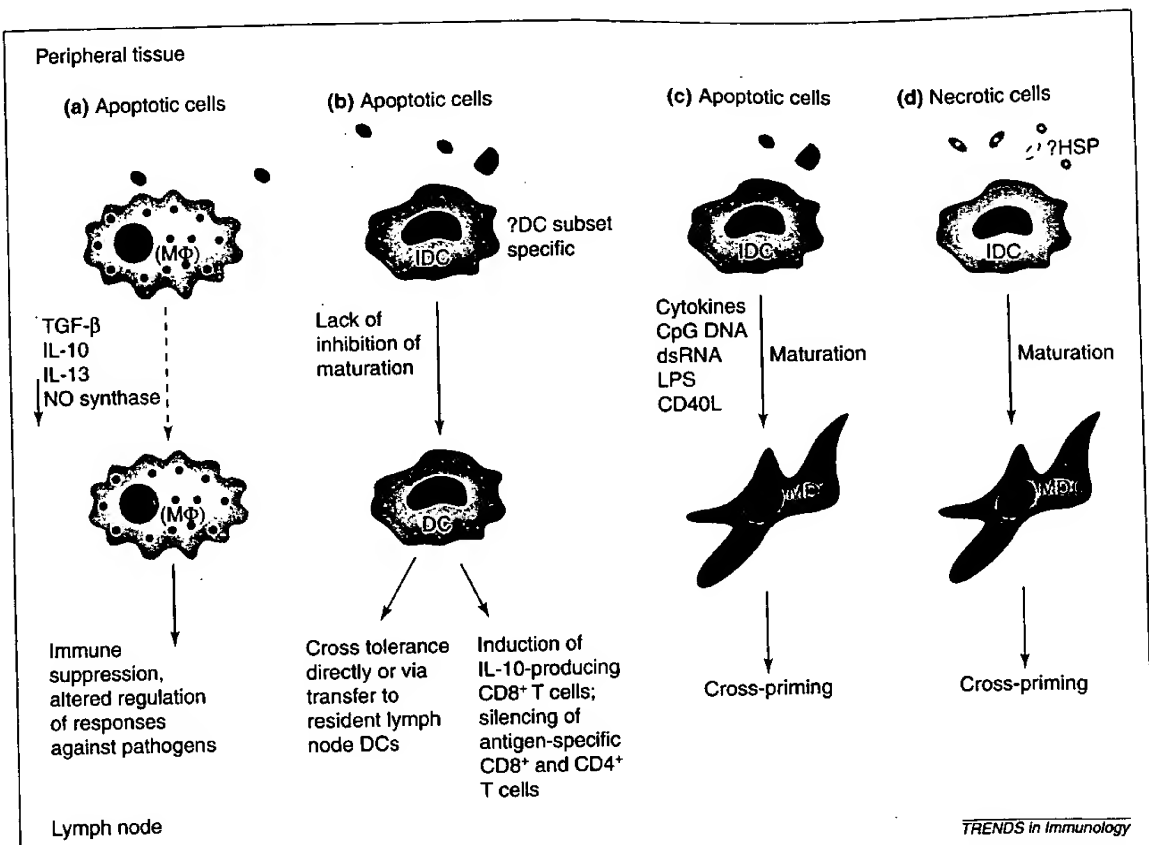 Peripheral tissue
(a) Apoptotic cells
(MΦ)
TGF-β
IL-10
IL-13
NO synthase
(MΦ)
Immune
suppression,
altered regulation
of responses
against pathogens
(b) Apoptotic cells
IDC
?DC subset
specific
Lack of
inhibition of
maturation
DC
Cross tolerance
directly or via
transfer to
resident lymph
node DCs
Induction of
IL-10-producing
CD8⁺ T cells;
silencing of
antigen-specific
CD8⁺ and CD4⁺
T cells
(c) Apoptotic cells
IDC
Cytokines
CpG DNA
dsRNA
LPS
CD40L
Maturation
Cross-priming
(d) Necrotic cells
?HSP
IDC
Maturation
Cross-priming
Lymph node
TRENDS in Immunology